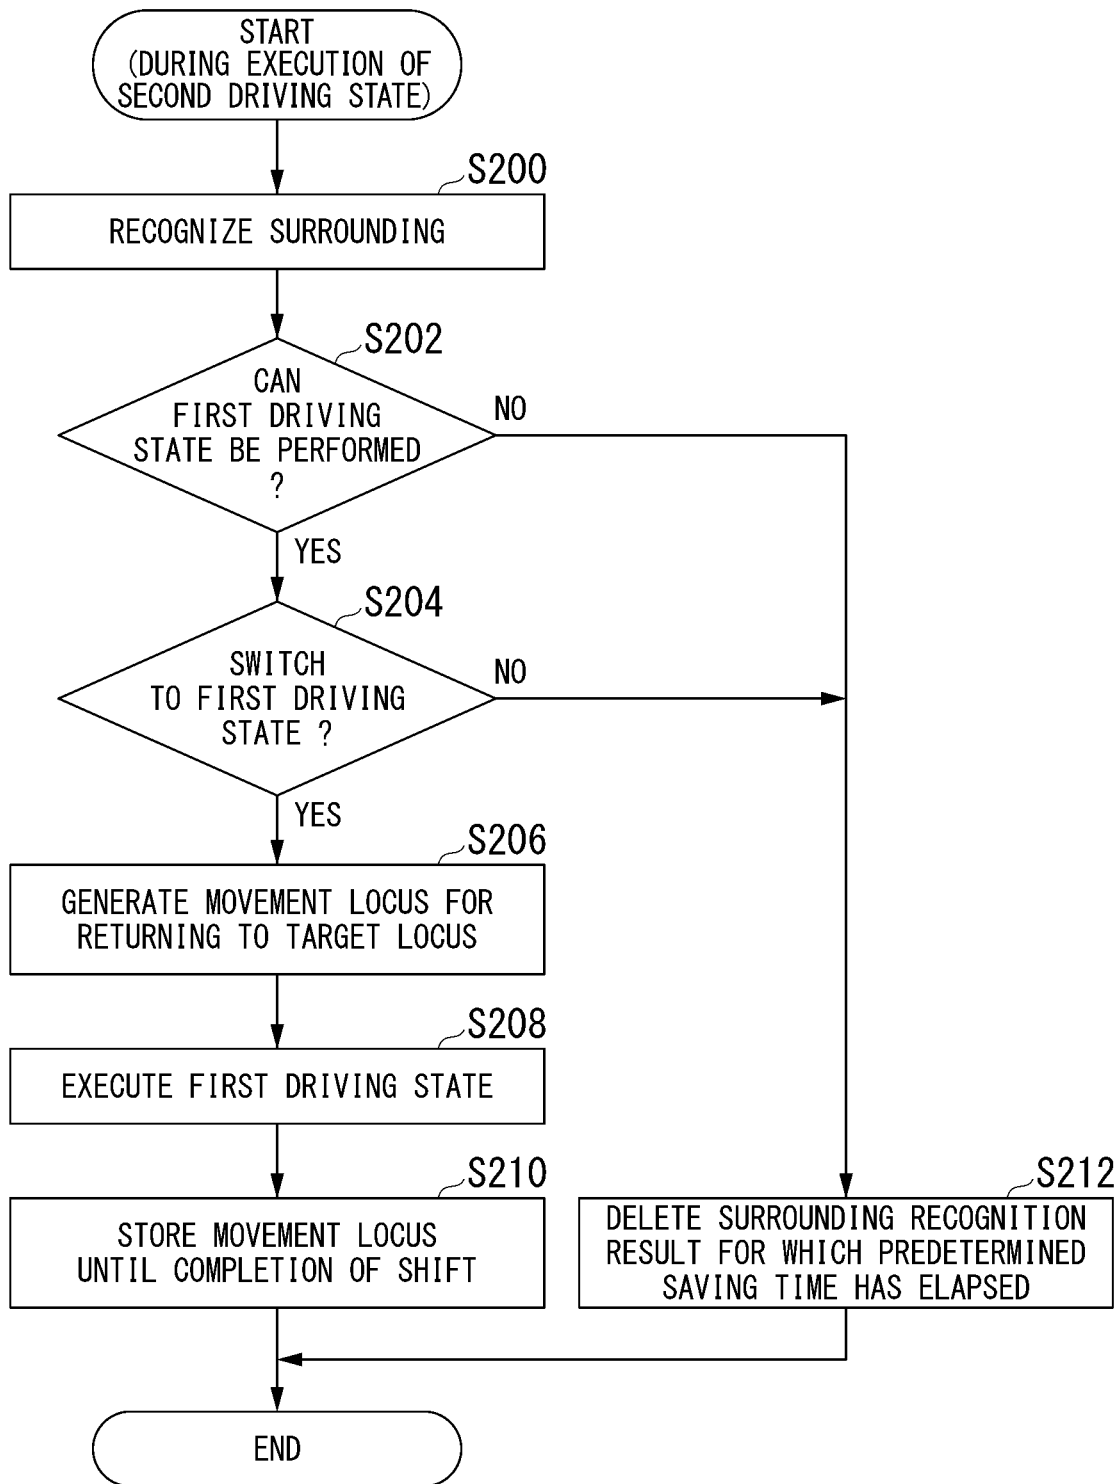 START
(DURING EXECUTION OF
SECOND DRIVING STATE)
S200
RECOGNIZE SURROUNDING
S202
CAN
FIRST DRIVING
STATE BE PERFORMED
?
NO
YES
S204
SWITCH
TO FIRST DRIVING
STATE ?
NO
YES
S206
GENERATE MOVEMENT LOCUS FOR
RETURNING TO TARGET LOCUS
S208
EXECUTE FIRST DRIVING STATE
S210
STORE MOVEMENT LOCUS
UNTIL COMPLETION OF SHIFT
S212
DELETE SURROUNDING RECOGNITION
RESULT FOR WHICH PREDETERMINED
SAVING TIME HAS ELAPSED
END